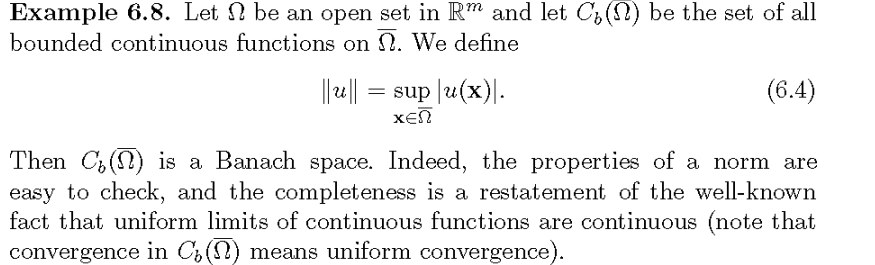 Example 6.8. Let Ω be an open set in ℝᵐ and let C_b(Ω̅) be the set of all
bounded continuous functions on Ω̅. We define
‖u‖ = sup_{x∈Ω̅} |u(x)|. (6.4)
Then C_b(Ω̅) is a Banach space. Indeed, the properties of a norm are
easy to check, and the completeness is a restatement of the well-known
fact that uniform limits of continuous functions are continuous (note that
convergence in C_b(Ω̅) means uniform convergence).